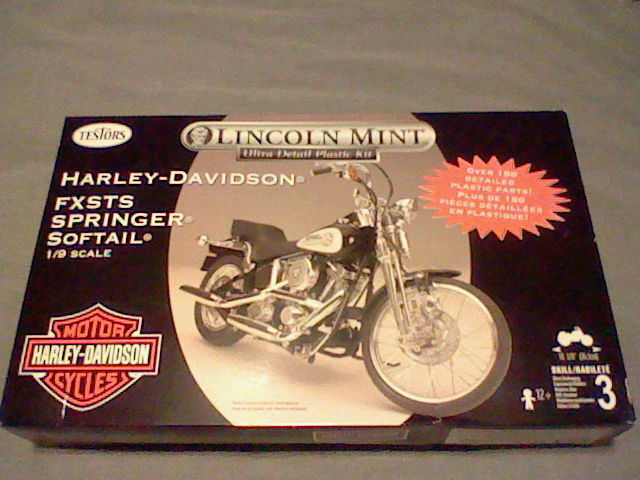 TESTORS
LINCOLN MINT
Ultra Detail Plastic Kit
HARLEY-DAVIDSON®
FXSTS
SPRINGER®
SOFTAIL®
1/9 SCALE
OVER 150
DETAILED
PLASTIC PARTS!
PLUS DE 150
PIÈCES DÉTAILLÉES
EN PLASTIQUE!
MOTOR
HARLEY-DAVIDSON
CYCLES
SKILL/HABILETÉ
3
12+